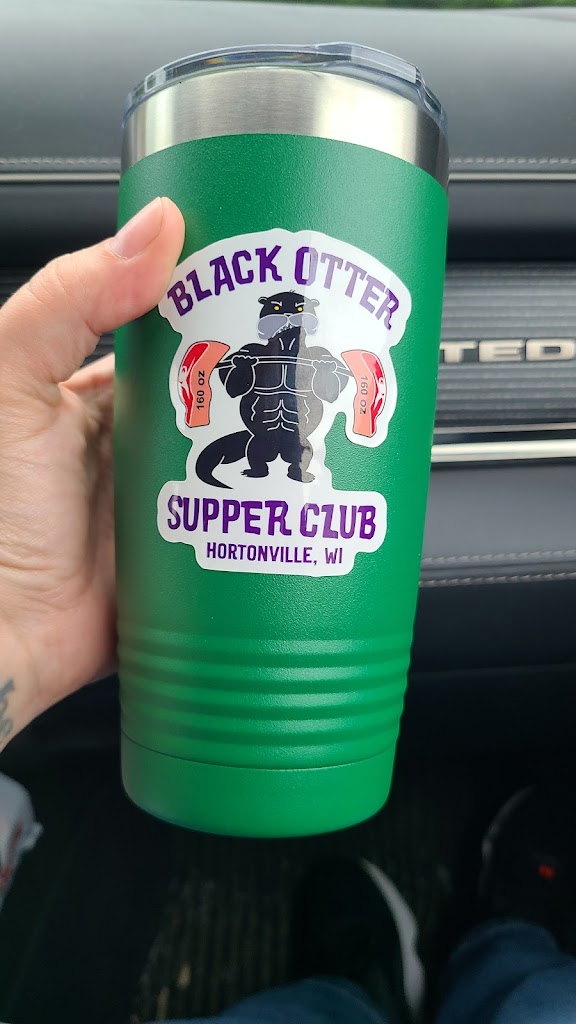 BLACK OTTER
160 OZ
160 OZ
SUPPER CLUB
HORTONVILLE, WI
TED